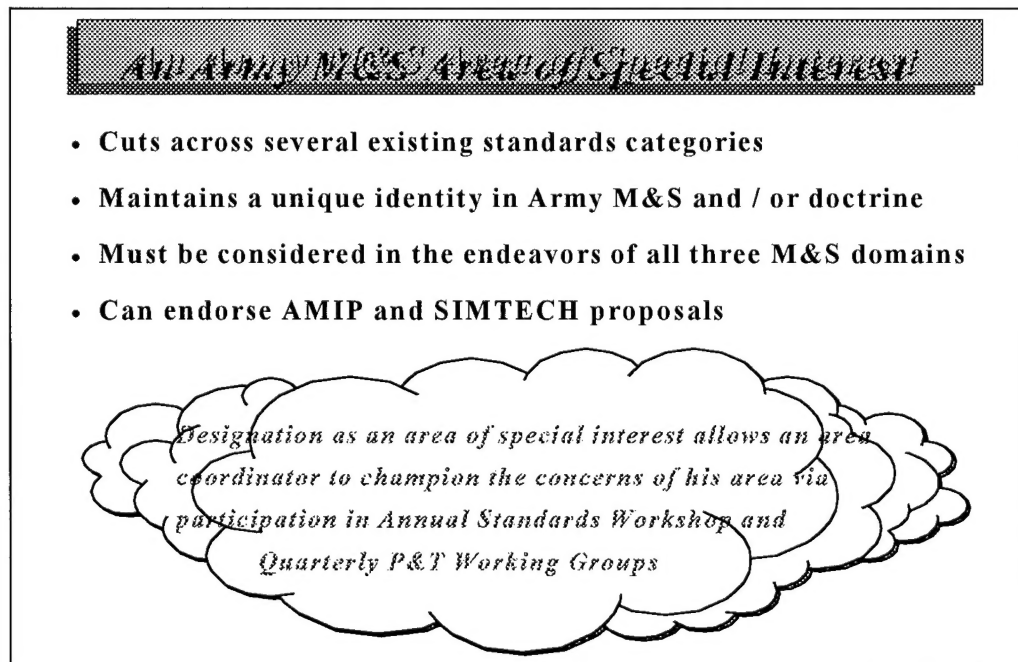 An Army M&S Area of Special Interest
• Cuts across several existing standards categories
• Maintains a unique identity in Army M&S and / or doctrine
• Must be considered in the endeavors of all three M&S domains
• Can endorse AMIP and SIMTECH proposals
Designation as an area of special interest allows an area
coordinator to champion the concerns of his area via
participation in Annual Standards Workshop and
Quarterly P&T Working Groups